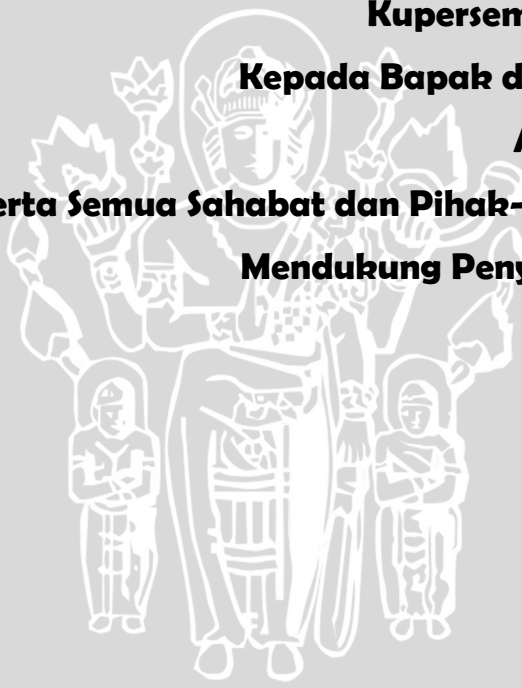 Kupersem
Kepada Bapak d
erta Semua Sahabat dan Pihak-
Mendukung Peny